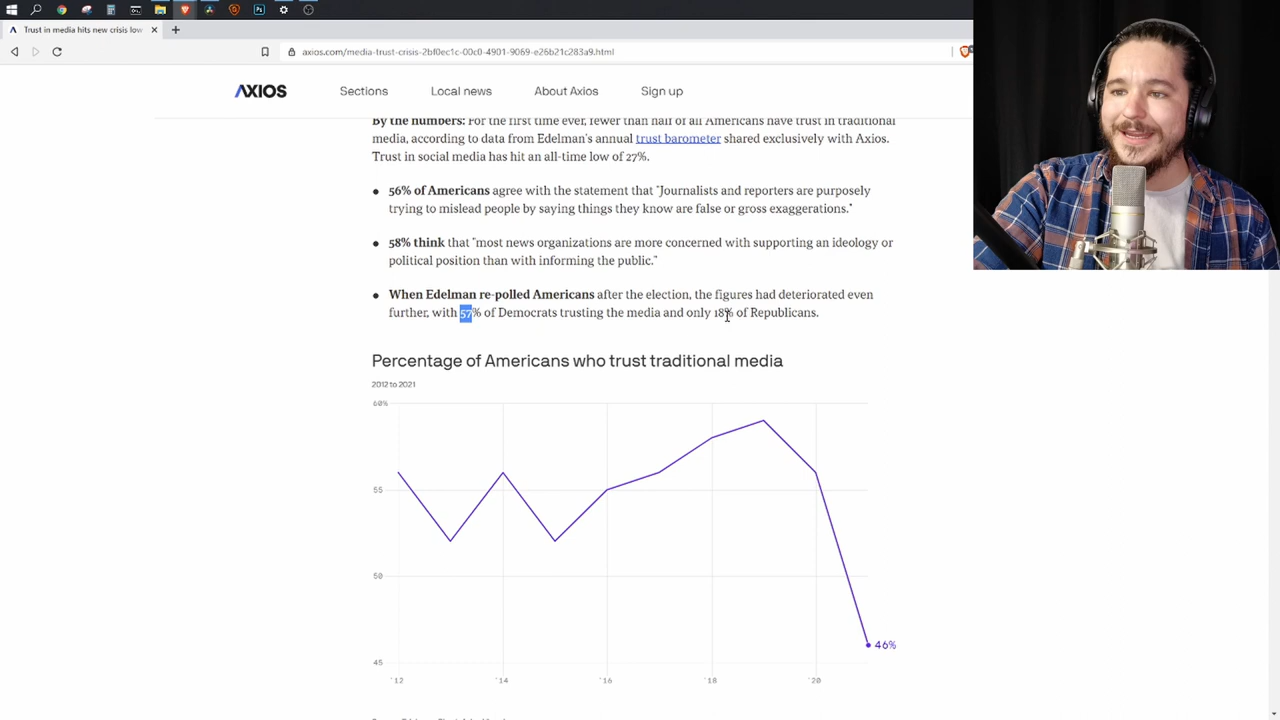 Trust in media hits new crisis low
axios.com/media-trust-crisis-2bf0ec1c-00c0-4901-9069-e26b21c283a9.html
AXIOS
Sections
Local news
About Axios
Sign up
By the numbers: For the first time ever, fewer than half of all Americans have trust in traditional
media, according to data from Edelman's annual trust barometer shared exclusively with Axios.
Trust in social media has hit an all-time low of 27%.
56% of Americans agree with the statement that "Journalists and reporters are purposely
trying to mislead people by saying things they know are false or gross exaggerations."
58% think that "most news organizations are more concerned with supporting an ideology or
political position than with informing the public."
When Edelman re-polled Americans after the election, the figures had deteriorated even
further, with 57% of Democrats trusting the media and only 18% of Republicans.
Percentage of Americans who trust traditional media
2012 to 2021
60%
55
50
46%
45
'12
'14
'16
'18
'20